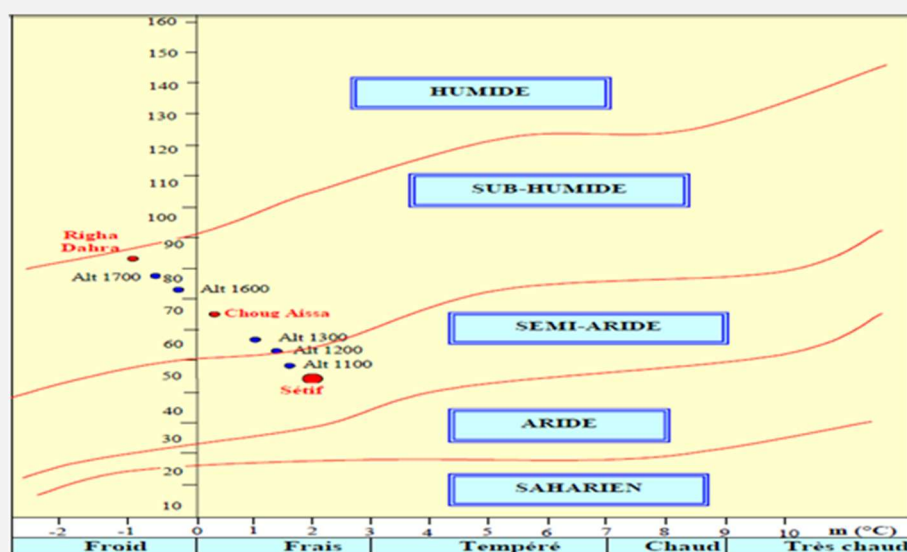 160
150
140
HUMIDE
130
120
110
SUB-HUMIDE
100
Righa
Dahra
90
Alt 1700
80
Alt 1600
70
Choug Aissa
SEMI-ARIDE
60
Alt 1300
Alt 1200
50
Alt 1100
Sétif
40
ARIDE
30
20
SAHARIEN
10
-2 -1 0 1 2 3 4 5 6 7 8 9 10 m (°C)
Froid Frais Tempéré Chaud Très chaud